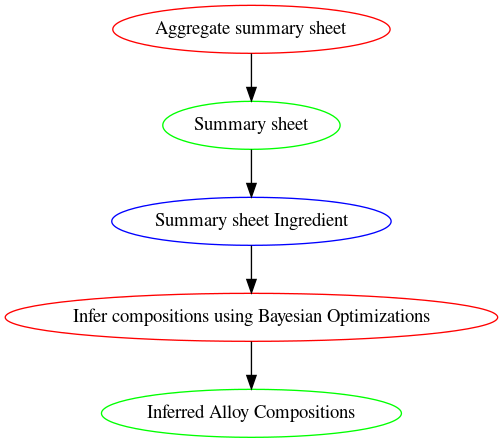 Aggregate summary sheet
Summary sheet
Summary sheet Ingredient
Infer compositions using Bayesian Optimizations
Inferred Alloy Compositions